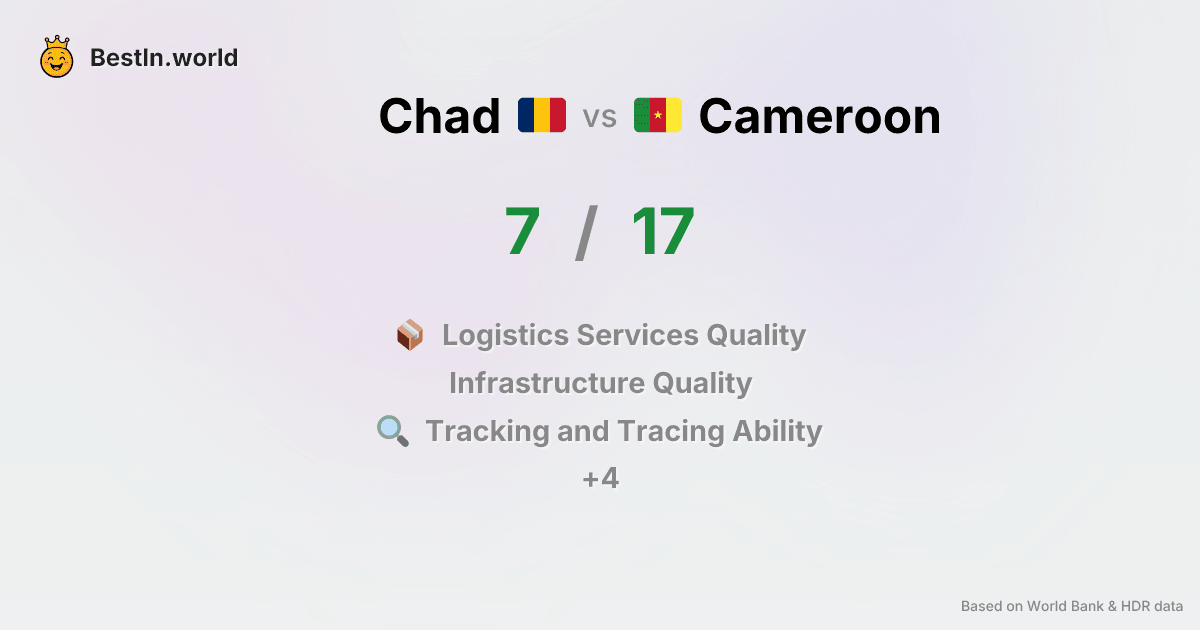 BestIn.world
Chad vs Cameroon
7 / 17
Logistics Services Quality
Infrastructure Quality
Tracking and Tracing Ability
+4
Based on World Bank & HDR data